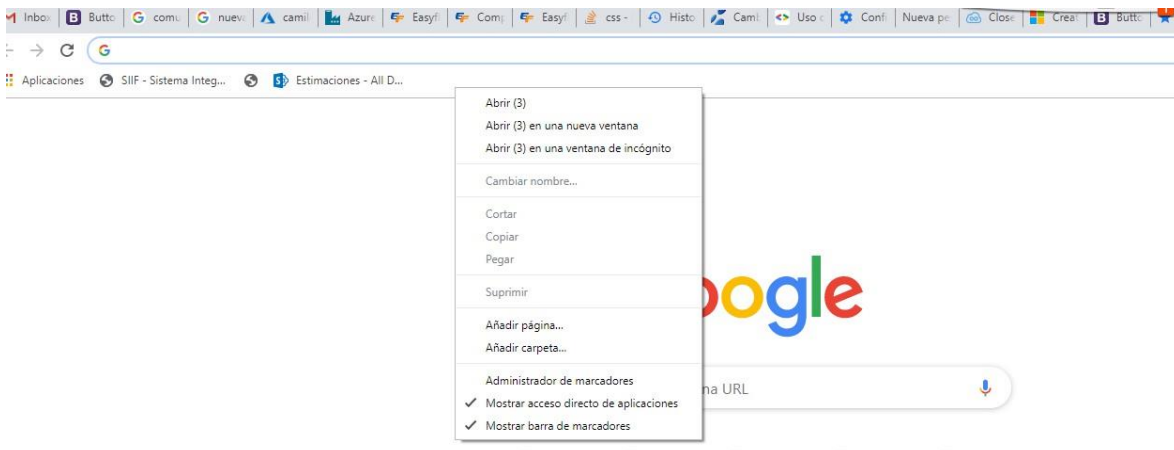 Inbox Butto G comu nueva camil Azure Easyf Comp Easyf css - Histo Camb Uso c Confi Nueva pe Close Crea Butto
Aplicaciones SIIF - Sistema Integ... Estimaciones - All D...
Abrir (3)
Abrir (3) en una nueva ventana
Abrir (3) en una ventana de incógnito
Cambiar nombre...
Cortar
Copiar
Pegar
Suprimir
Añadir página...
Añadir carpeta...
Administrador de marcadores
Mostrar acceso directo de aplicaciones
Mostrar barra de marcadores
oogle
na URL